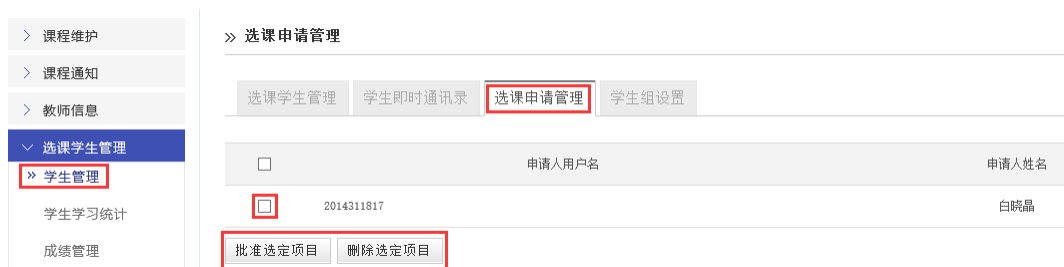 课程维护
课程通知
教师信息
选课学生管理
学生管理
学生学习统计
成绩管理
选课申请管理
选课学生管理 学生即时通讯录 选课申请管理 学生组设置
申请人用户名 申请人姓名
2014311817 白晓晶
批准选定项目 删除选定项目